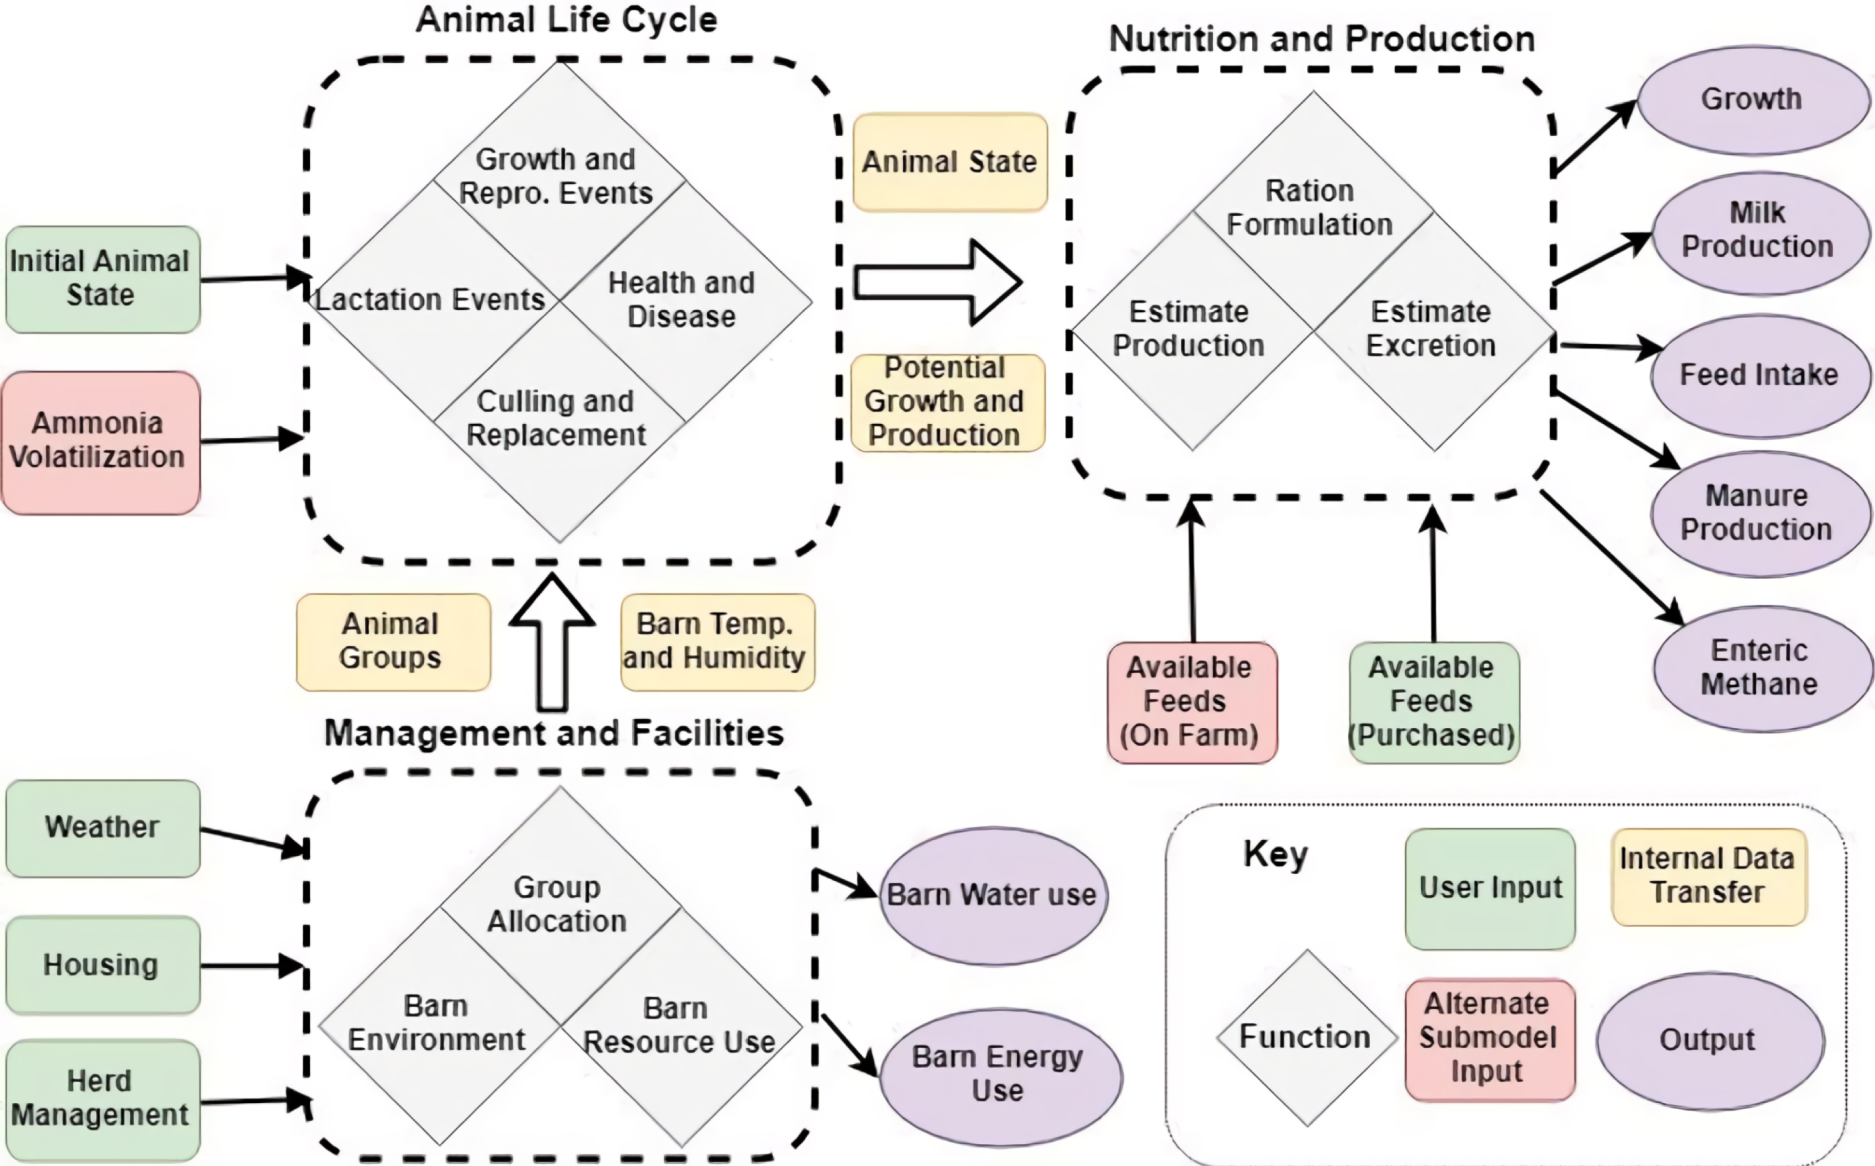 Animal Life Cycle
Nutrition and Production
Growth and
Repro. Events
Lactation Events
Health and
Disease
Culling and
Replacement
Initial Animal
State
Ammonia
Volatilization
Animal State
Potential
Growth and
Production
Ration
Formulation
Estimate
Production
Estimate
Excretion
Growth
Milk
Production
Feed Intake
Manure
Production
Enteric
Methane
Animal
Groups
Barn Temp.
and Humidity
Available
Feeds
(On Farm)
Available
Feeds
(Purchased)
Management and Facilities
Weather
Housing
Herd
Management
Group
Allocation
Barn
Environment
Barn
Resource Use
Barn Water use
Barn Energy
Use
Key
User Input
Internal Data
Transfer
Function
Alternate
Submodel
Input
Output